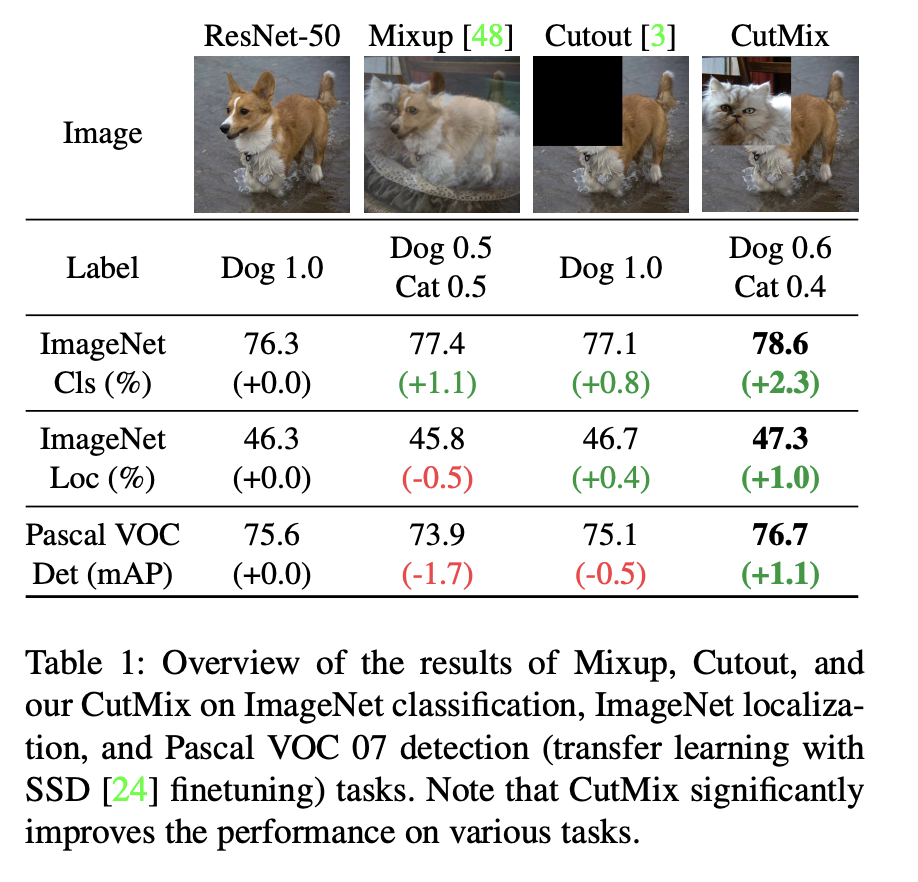 ResNet-50 Mixup [48] Cutout [3] CutMix
Image
Label Dog 1.0 Dog 0.5 Cat 0.5 Dog 1.0 Dog 0.6 Cat 0.4
ImageNet 76.3 77.4 77.1 78.6
Cls (%) (+0.0) (+1.1) (+0.8) (+2.3)
ImageNet 46.3 45.8 46.7 47.3
Loc (%) (+0.0) (-0.5) (+0.4) (+1.0)
Pascal VOC 75.6 73.9 75.1 76.7
Det (mAP) (+0.0) (-1.7) (-0.5) (+1.1)
Table 1: Overview of the results of Mixup, Cutout, and
our CutMix on ImageNet classification, ImageNet localiza-
tion, and Pascal VOC 07 detection (transfer learning with
SSD [24] finetuning) tasks. Note that CutMix significantly
improves the performance on various tasks.